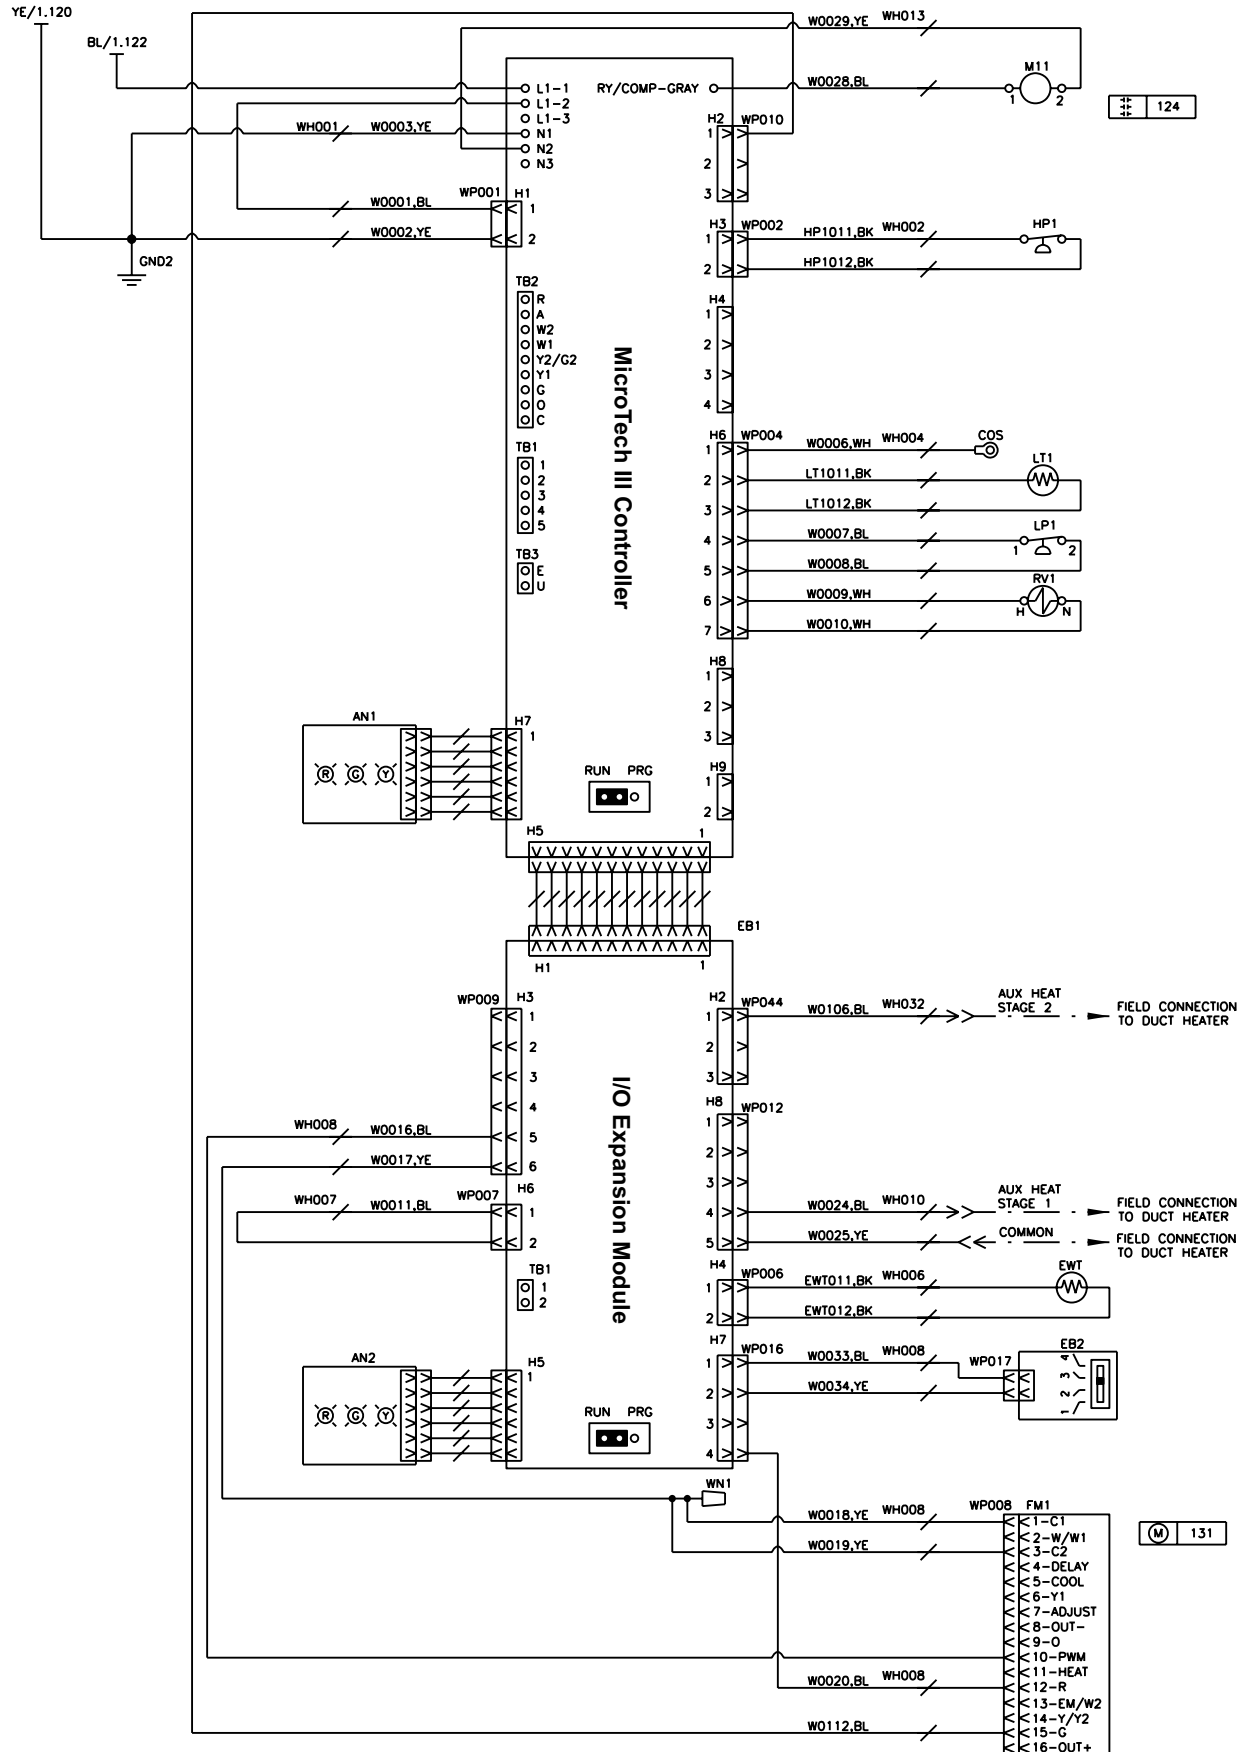 YE/1.120
BL/1.122
W0029,YE WH013
M11
L1-1
RY/COMP-GRAY
W0028,BL
1 2
124
L1-2
L1-3
H2 WP010
WH001 W0003,YE
N1
1
N2
N3
2
3
WP001 H1
W0001,BL
1
W0002,YE
2
GND2
H3 WP002
HP1011,BK WH002
HP1
1
HP1012,BK
2
TB2
R
A
W2
W1
Y2/G2
Y1
G
O
C
H4
1
2
3
4
MicroTech III Controller
TB1
1
2
3
4
5
TB3
E
U
H6 WP004
1
W0006,WH WH004
COS
2
LT1011,BK
LT1
3
LT1012,BK
4
W0007,BL
LP1
1 2
5
W0008,BL
6
W0009,WH
RV1
H N
7
W0010,WH
H8
1
2
3
AN1
R G Y
H7
1
RUN PRG
H9
1
2
H5 1
EB1
H1 1
WP009 H3
1
2
3
4
5
6
WH008 W0016,BL
W0017,YE
WP007 H6
WH007 W0011,BL
1
2
TB1
1
2
I/O Expansion Module
H2 WP044
1
2
3
W0106,BL WH032
AUX HEAT
STAGE 2
FIELD CONNECTION
TO DUCT HEATER
H8 WP012
1
2
3
4
5
W0024,BL WH010
AUX HEAT
STAGE 1
FIELD CONNECTION
TO DUCT HEATER
W0025,YE
COMMON
FIELD CONNECTION
TO DUCT HEATER
H4 WP006
1
EWT011,BK WH006
EWT
2
EWT012,BK
AN2
R G Y
H5
1
RUN PRG
H7 WP016
1
W0033,BL WH008
WP017
EB2
1 2 3 4
2
W0034,YE
3
4
WN1
WP008 FM1
W0018,YE WH008
1-C1
2-W/W1
W0019,YE
3-C2
4-DELAY
5-COOL
6-Y1
7-ADJUST
8-OUT-
9-O
10-PWM
11-HEAT
W0020,BL WH008
12-R
13-EM/W2
14-Y/Y2
W0112,BL
15-G
16-OUT+
M 131